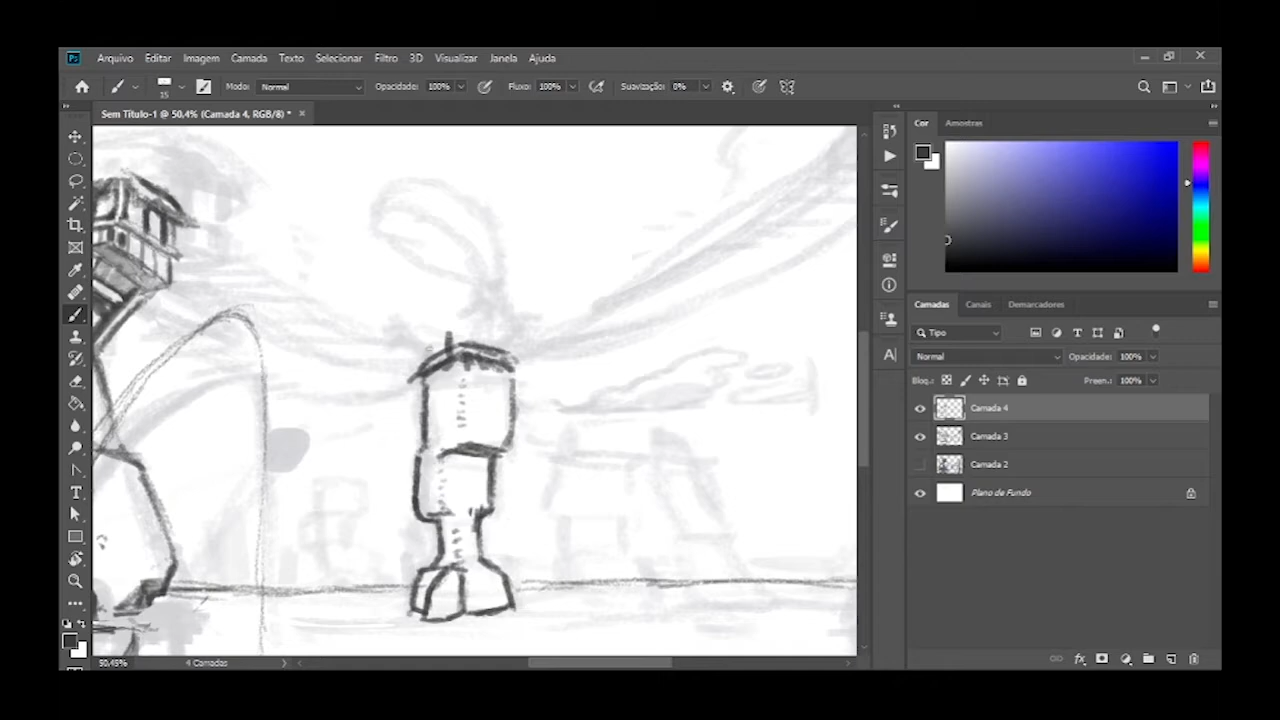 Ps Arquivo Editar Imagem Camada Texto Selecionar Filtro 3D Visualizar Janela Ajuda
15 Modo: Normal Opacidade: 100% Fluxo: 100% Suavização: 0%
Sem Título-1 @ 50,4% (Camada 4, RGB/8) * ×
Cor Amostras
Camadas Canais Demarcadores
Tipo
Normal Opacidade: 100%
Bloq.: Preen.: 100%
Camada 4
Camada 3
Camada 2
Plano de Fundo
50,45% 4 Camadas